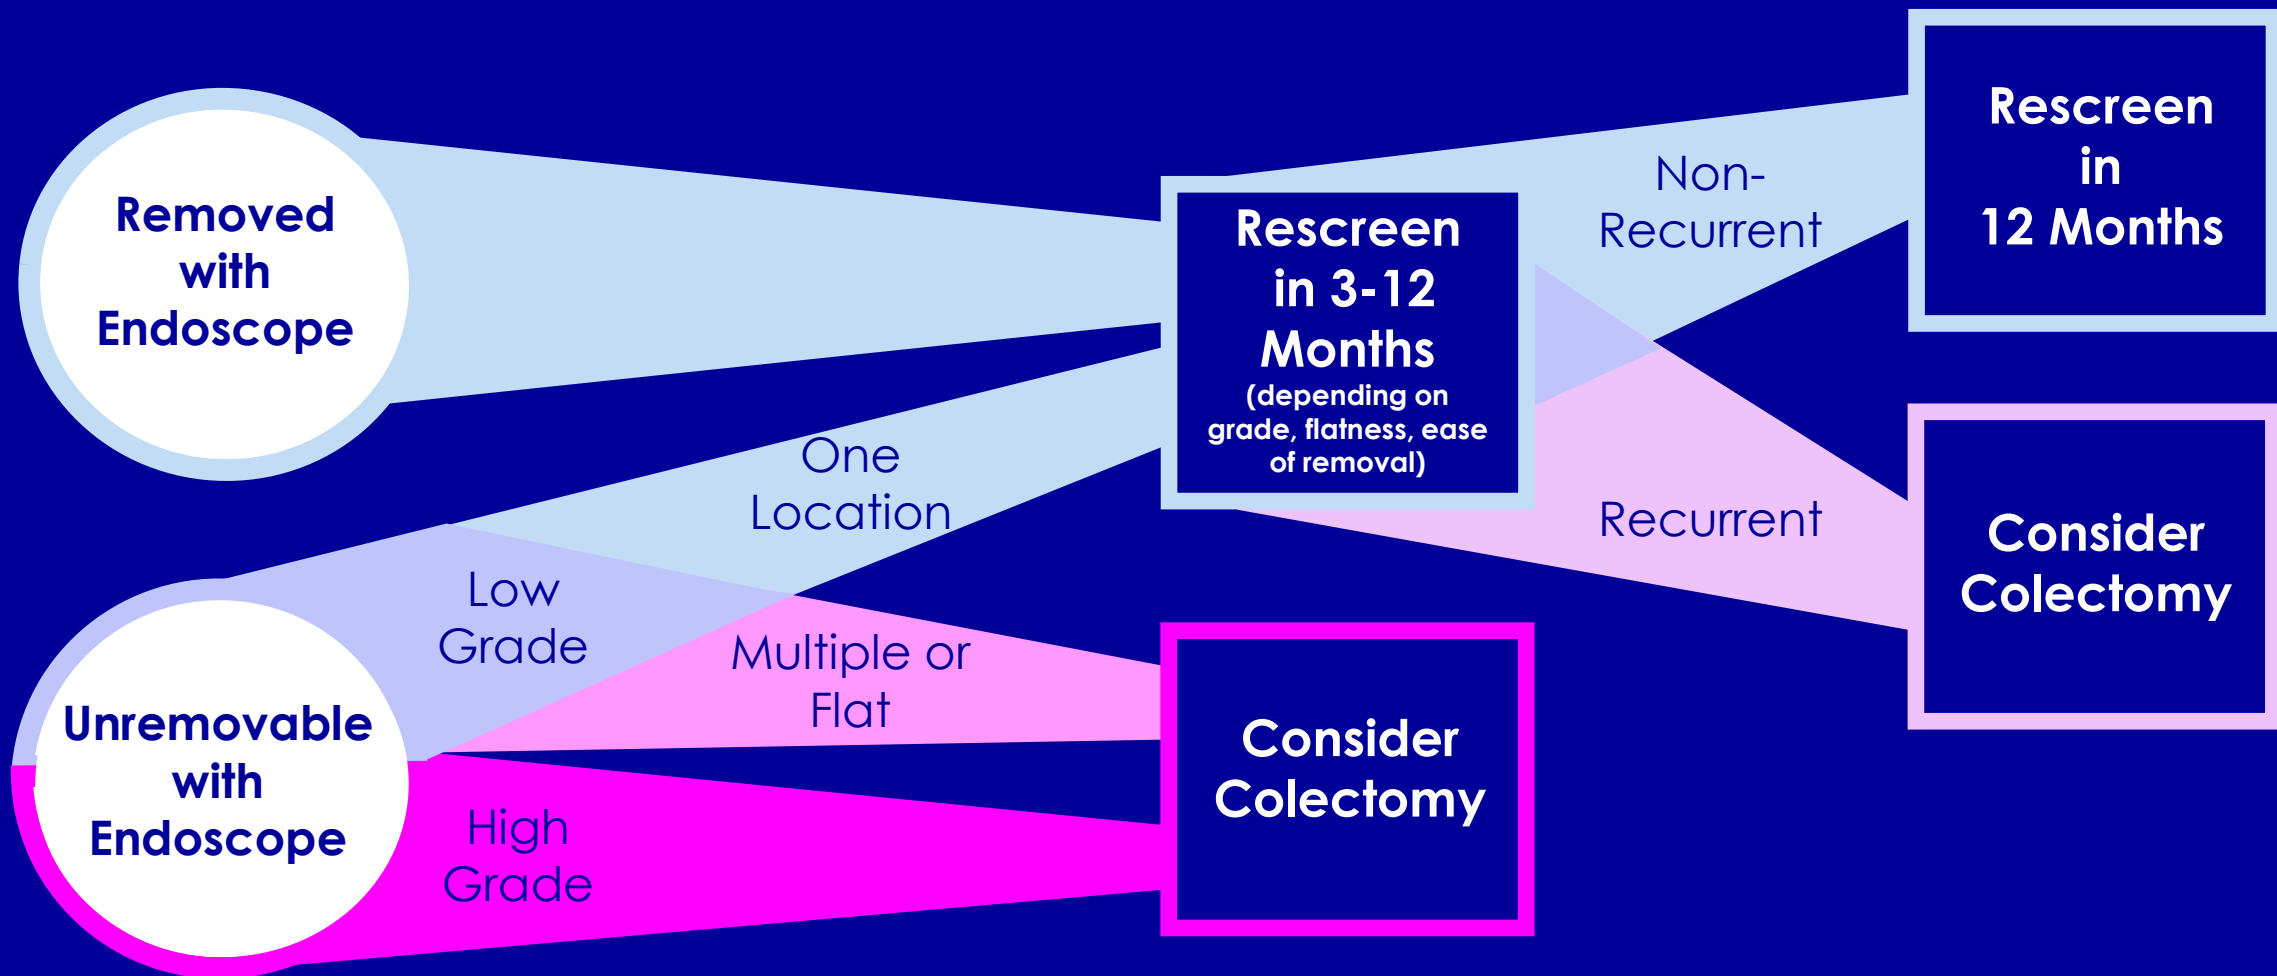 Removed
with
Endoscope
Unremovable
with
Endoscope
One
Location
Low
Grade
Multiple or
Flat
High
Grade
Rescreen
in 3-12
Months
(depending on
grade, flatness, ease
of removal)
Consider
Colectomy
Non-
Recurrent
Recurrent
Rescreen
in
12 Months
Consider
Colectomy